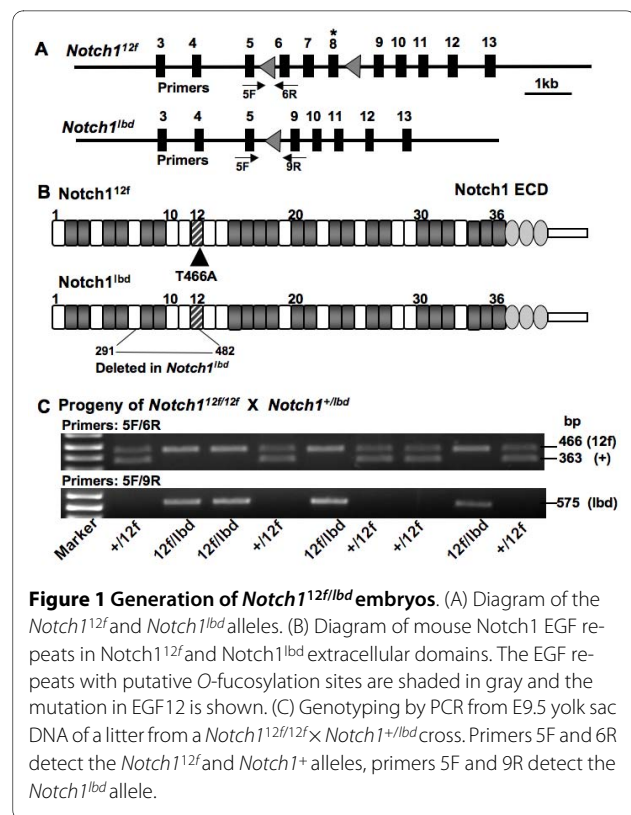 A Notch1^12f 3 4 5 6 7 * 8 9 10 11 12 13
Primers 5F 6R 1kb
Notch1^lbd 3 4 5 9 10 11 12 13
Primers 5F 9R
B Notch1^12f Notch1 ECD
1 10 12 20 30 36
T466A
Notch1^lbd
1 10 12 20 30 36
291 482
Deleted in Notch1^lbd
C Progeny of Notch1^12f/12f X Notch1^+/lbd
Primers: 5F/6R bp
466 (12f)
363 (+)
Primers: 5F/9R
575 (lbd)
Marker +/12f 12f/lbd 12f/lbd +/12f 12f/lbd +/12f +/12f 12f/lbd +/12f
Figure 1 Generation of Notch1^12f/lbd embryos. (A) Diagram of the
Notch1^12f and Notch1^lbd alleles. (B) Diagram of mouse Notch1 EGF re-
peats in Notch1^12f and Notch1^lbd extracellular domains. The EGF re-
peats with putative O-fucosylation sites are shaded in gray and the
mutation in EGF12 is shown. (C) Genotyping by PCR from E9.5 yolk sac
DNA of a litter from a Notch1^12f/12f × Notch1^+/lbd cross. Primers 5F and 6R
detect the Notch1^12f and Notch1^+ alleles, primers 5F and 9R detect the
Notch1^lbd allele.